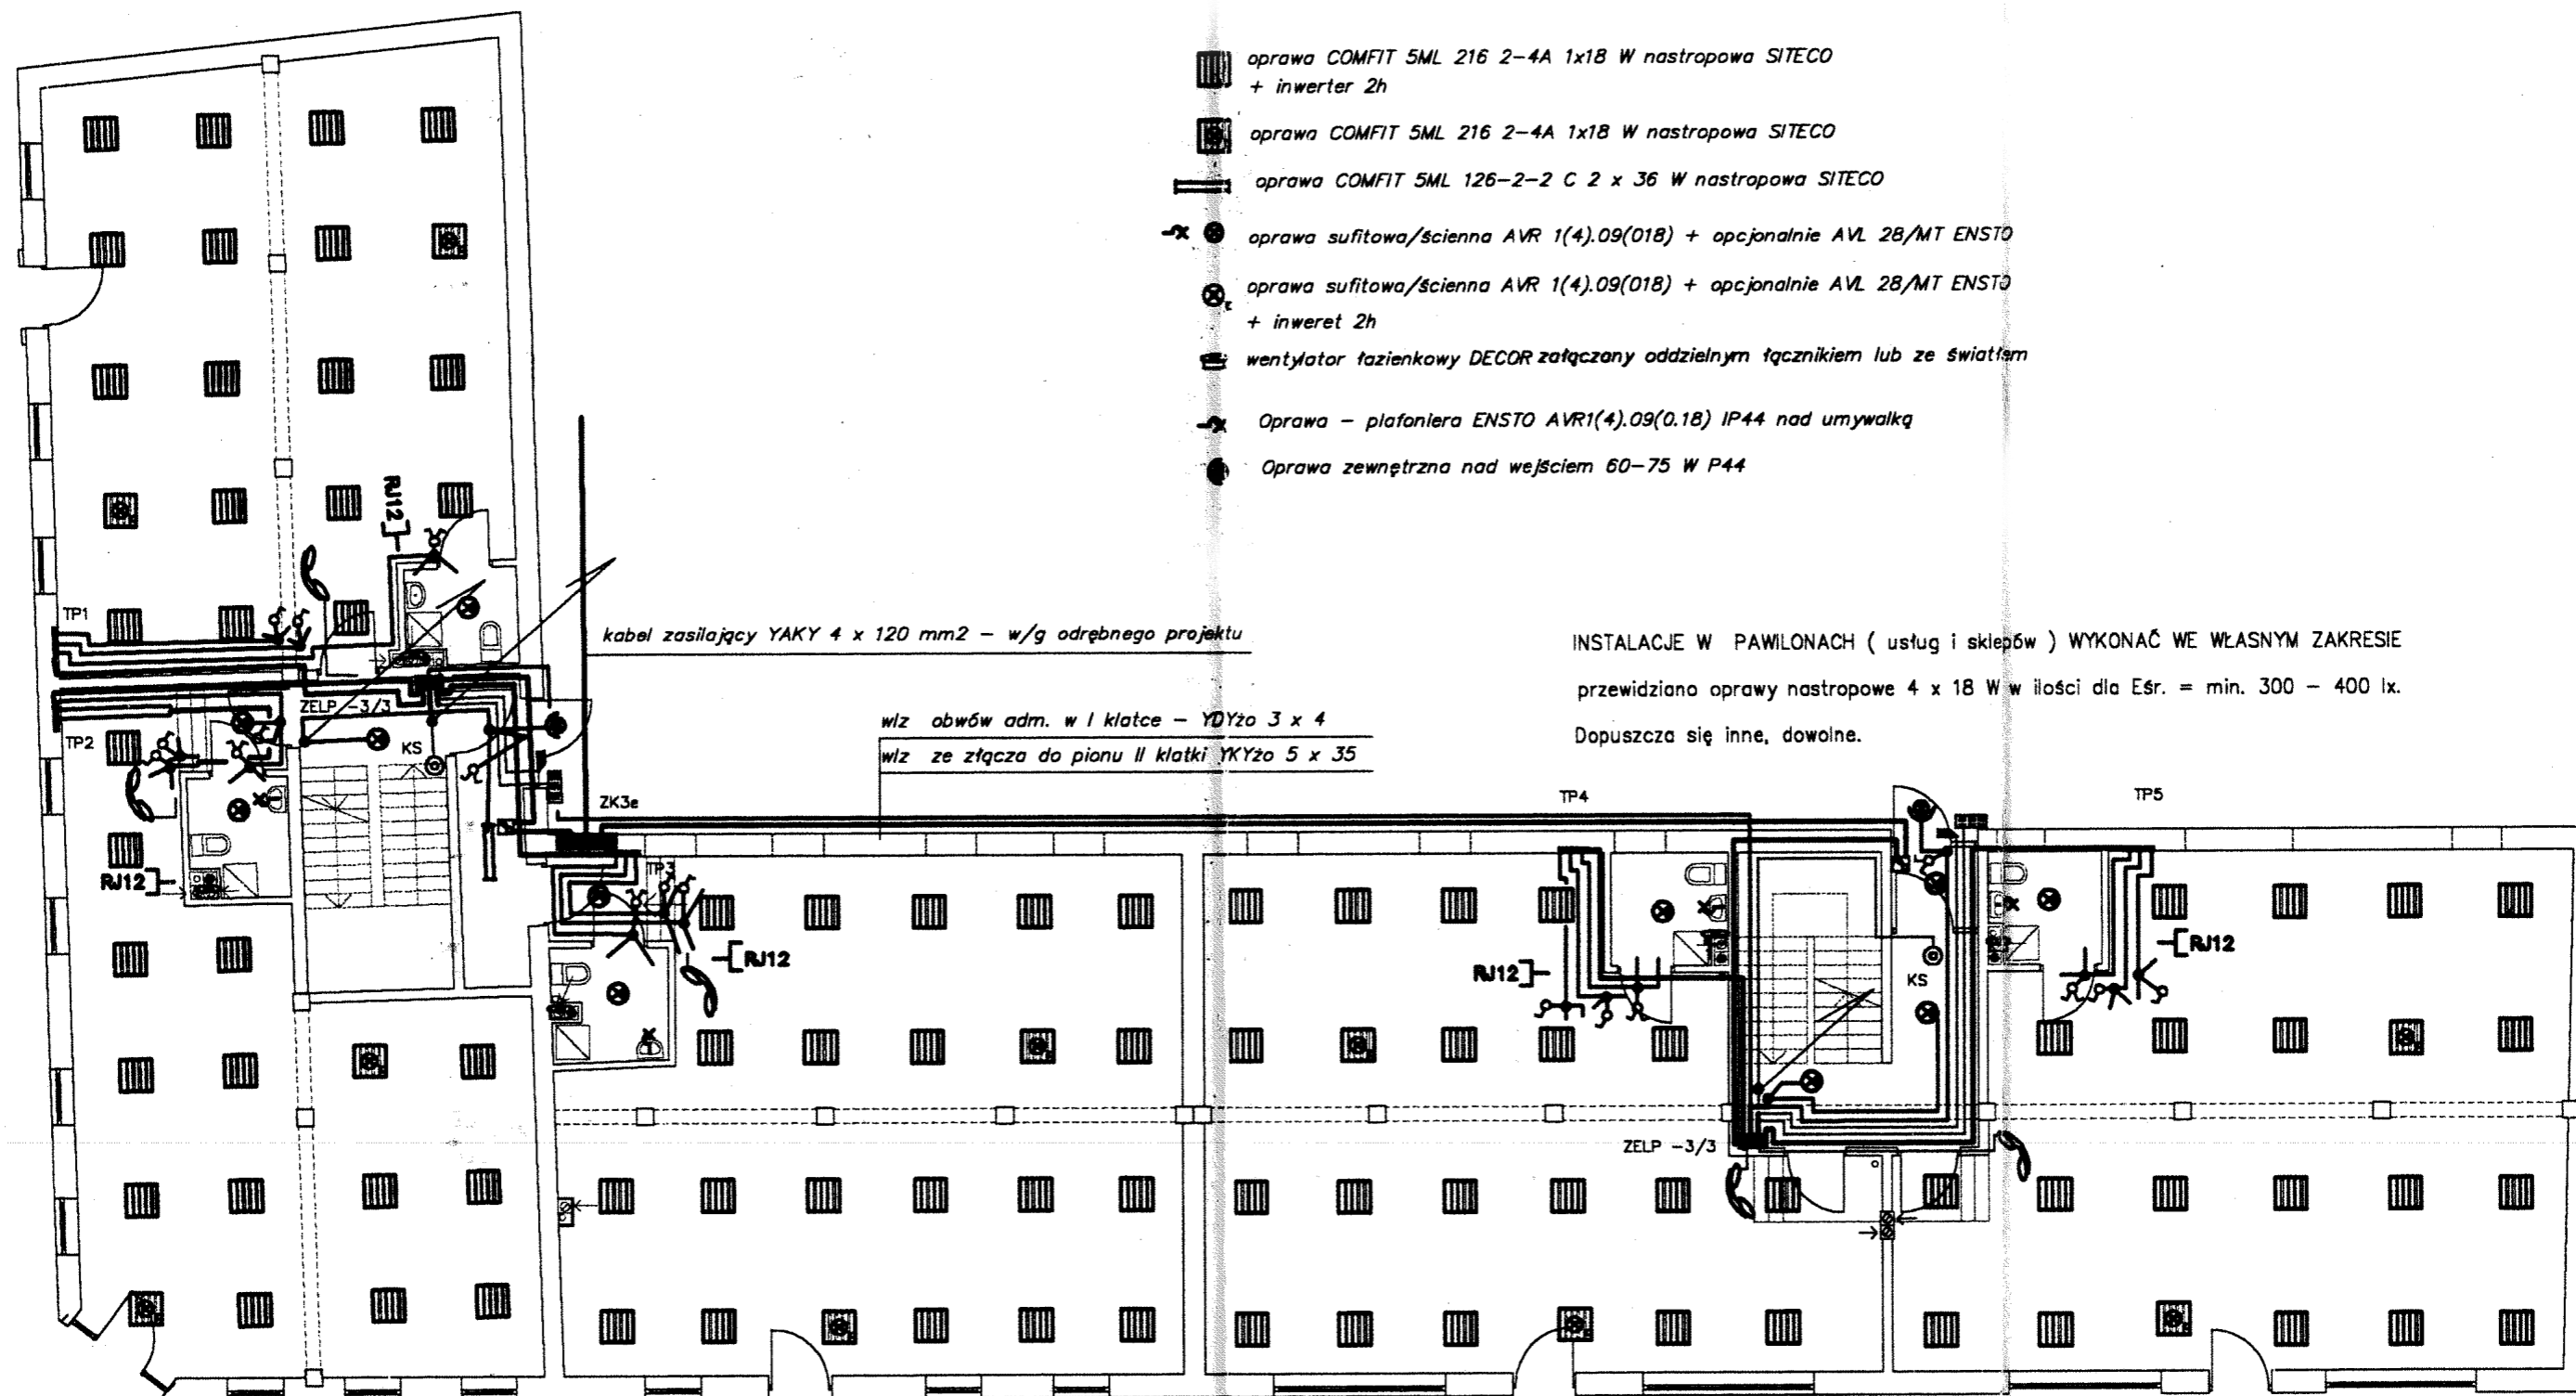 oprawa COMFIT 5ML 216 2-4A 1x18 W nastropowa SITECO
+ inwerter 2h
oprawa COMFIT 5ML 216 2-4A 1x18 W nastropowa SITECO
oprawa COMFIT 5ML 126-2-2 C 2 x 36 W nastropowa SITECO
oprawa sufitowa/ścienna AVR 1(4).09(018) + opcjonalnie AVL 28/MT ENSTO
oprawa sufitowa/ścienna AVR 1(4).09(018) + opcjonalnie AVL 28/MT ENSTO
+ inweret 2h
wentylator łazienkowy DECOR załączany oddzielnym łącznikiem lub ze światłem
Oprawa - plafoniera ENSTO AVR1(4).09(0.18) IP44 nad umywalką
Oprawa zewnętrzna nad wejściem 60-75 W P44
RJ12
TP1
kabel zasilający YAKY 4 x 120 mm2 - w/g odrębnego projektu
INSTALACJE W PAWILONACH ( usług i sklepów ) WYKONAĆ WE WŁASNYM ZAKRESIE
przewidziano oprawy nastropowe 4 x 18 W w ilości dla Eśr. = min. 300 - 400 lx.
Dopuszcza się inne, dowolne.
ZELP -3/3
TP2
KS
wlz obwów adm. w I klatce - YDYżo 3 x 4
wlz ze złącza do pionu II klatki YKYżo 5 x 35
ZK3e
TP4
TP5
RJ12
TP3
RJ12
RJ12
RJ12
KS
ZELP -3/3